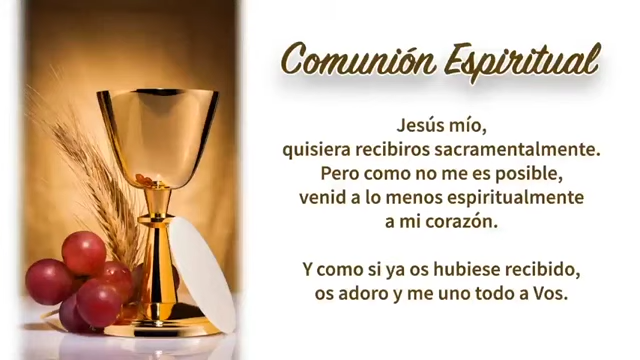 Comunión Espiritual
Jesús mío,
quisiera recibiros sacramentalmente.
Pero como no me es posible,
venid a lo menos espiritualmente
a mi corazón.
Y como si ya os hubiese recibido,
os adoro y me uno todo a Vos.